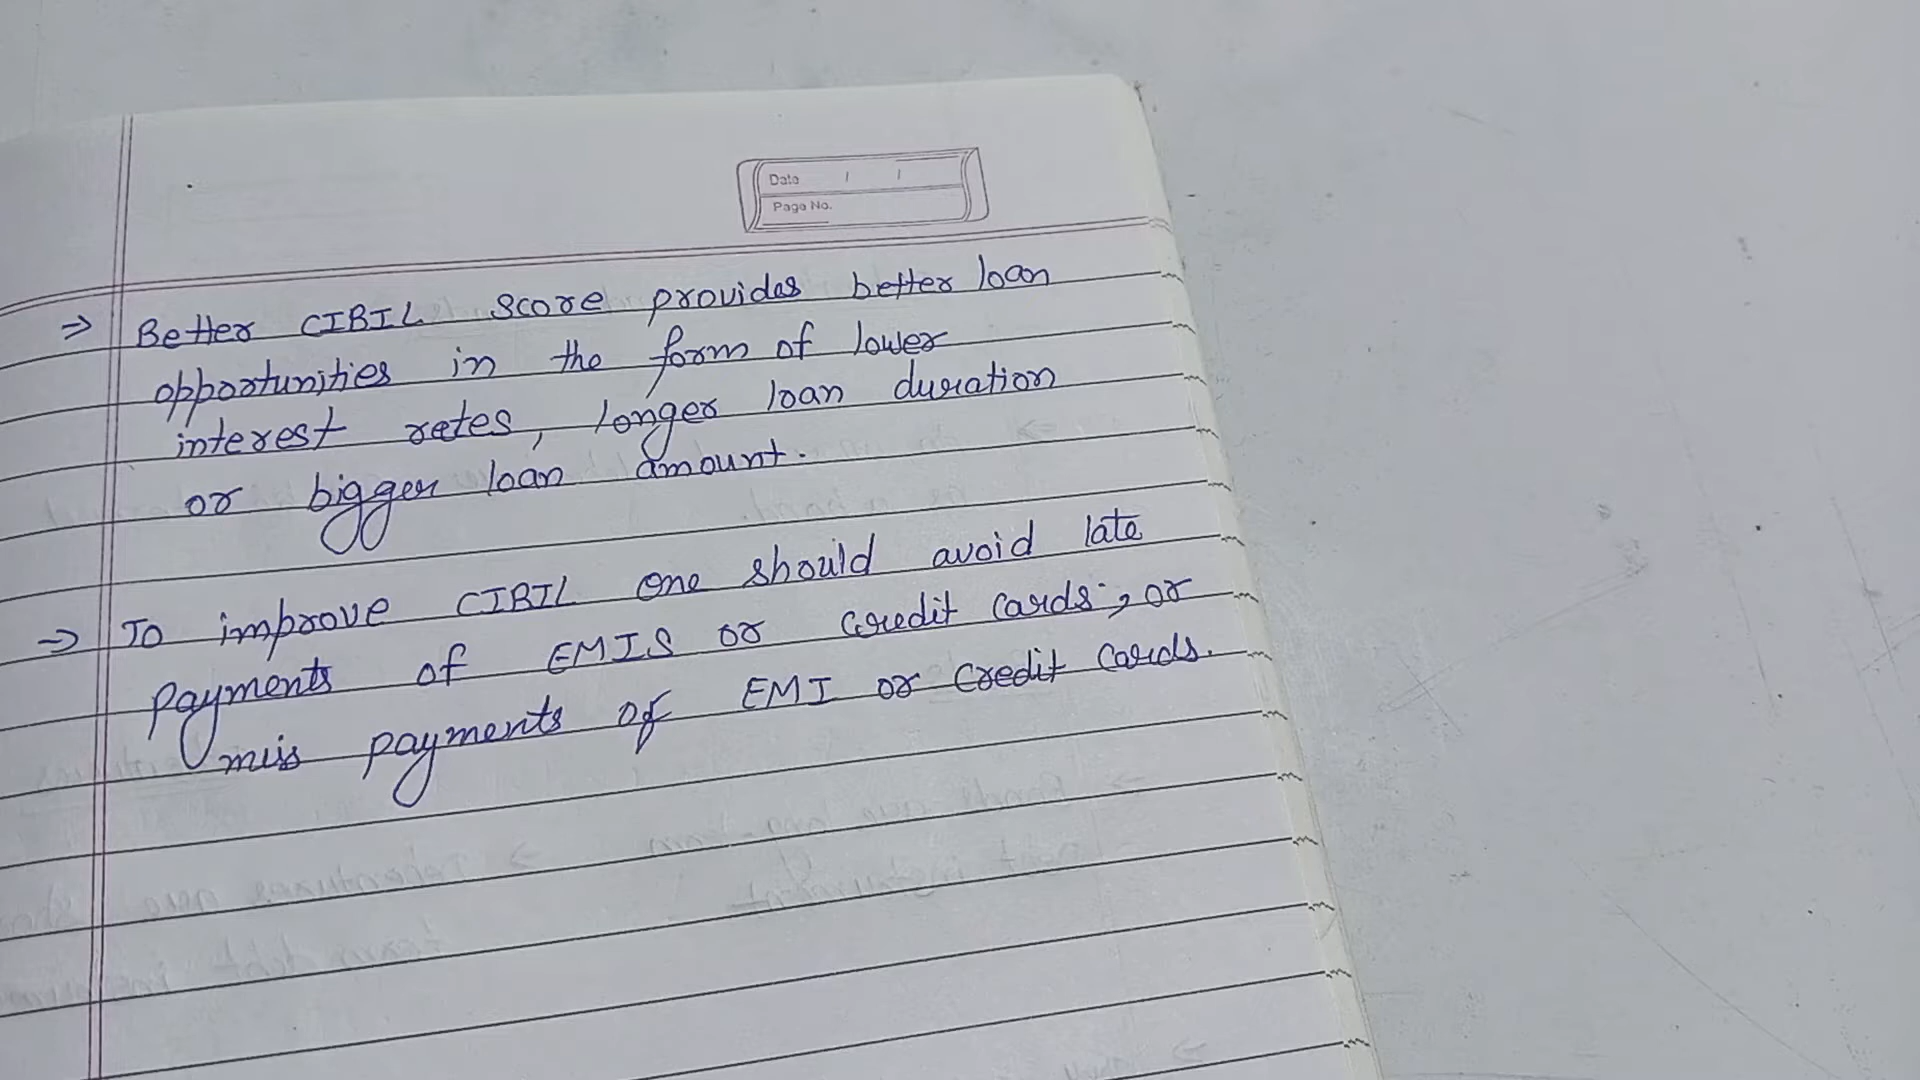 Date / /
Page No.
⇒ Better CIBIL Score provides better loan
opportunities in the form of lower
interest retes, longer loan duration
or bigger loan amount.
⇒ To improve CIBIL one should avoid late
payments of EMIS or credit cards, or
miss payments of EMI or credit cards.